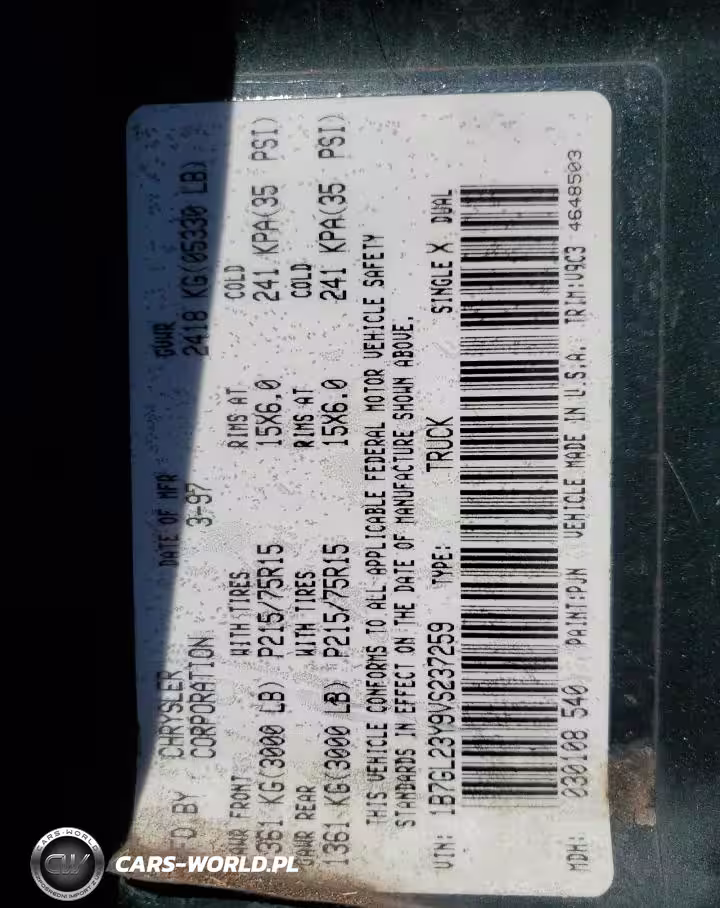 FD BY CHRYSLER CORPORATION DATE OF MFR 3-97 GVWR 2418 KG(05330 LB)
GAWR FRONT WITH TIRES RIMS AT COLD
1361 KG(3000 LB) P215/75R15 15X6.0 241 KPA(35 PSI)
GAWR REAR WITH TIRES RIMS AT COLD
1361 KG(3000 LB) P215/75R15 15X6.0 241 KPA(35 PSI)
THIS VEHICLE CONFORMS TO ALL APPLICABLE FEDERAL MOTOR VEHICLE SAFETY
STANDARDS IN EFFECT ON THE DATE OF MANUFACTURE SHOWN ABOVE.
VIN: 1B7GL23Y9VS237259 TYPE: TRUCK SINGLE X DUAL
MDH: 030108 540 PAINT:PJN VEHICLE MADE IN U.S.A. TRIM:V9C3 4648503
CARS-WORLD.PL
CARS-WORLD
CW